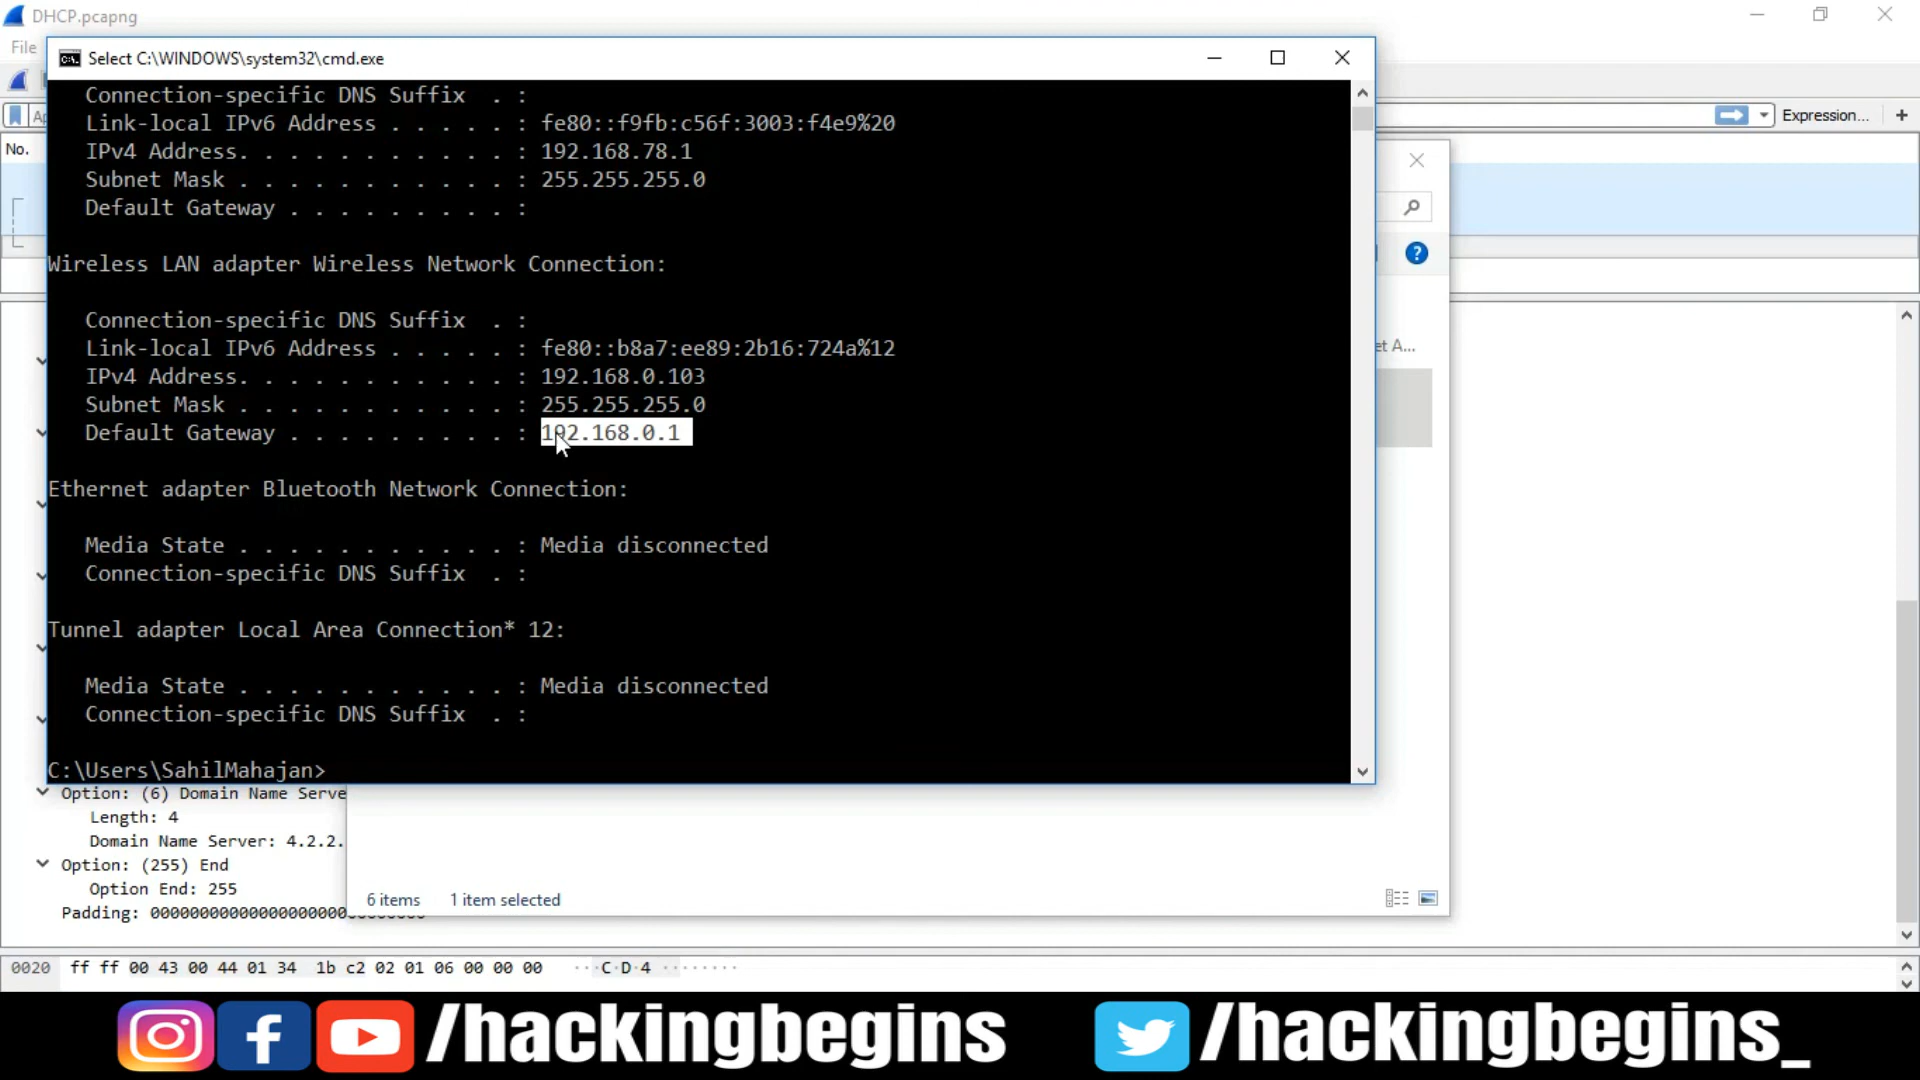 DHCP.pcapng
File
Select C:\WINDOWS\system32\cmd.exe
Expression...
No.
Connection-specific DNS Suffix . :
Link-local IPv6 Address . . . . . : fe80::f9fb:c56f:3003:f4e9%20
IPv4 Address. . . . . . . . . . . : 192.168.78.1
Subnet Mask . . . . . . . . . . . : 255.255.255.0
Default Gateway . . . . . . . . . :
Wireless LAN adapter Wireless Network Connection:
Connection-specific DNS Suffix . :
Link-local IPv6 Address . . . . . : fe80::b8a7:ee89:2b16:724a%12
IPv4 Address. . . . . . . . . . . : 192.168.0.103
Subnet Mask . . . . . . . . . . . : 255.255.255.0
Default Gateway . . . . . . . . . : 192.168.0.1
et A...
Ethernet adapter Bluetooth Network Connection:
Media State . . . . . . . . . . . : Media disconnected
Connection-specific DNS Suffix . :
Tunnel adapter Local Area Connection* 12:
Media State . . . . . . . . . . . : Media disconnected
Connection-specific DNS Suffix . :
C:\Users\SahilMahajan>
Option: (6) Domain Name Serve
Length: 4
Domain Name Server: 4.2.2.
Option: (255) End
Option End: 255
Padding: 
6 items 1 item selected
0020 ff ff 00 43 00 44 01 34 1b c2 02 01 06 00 00 00 ···C·D·4 ········
/hackingbegins
/hackingbegins_